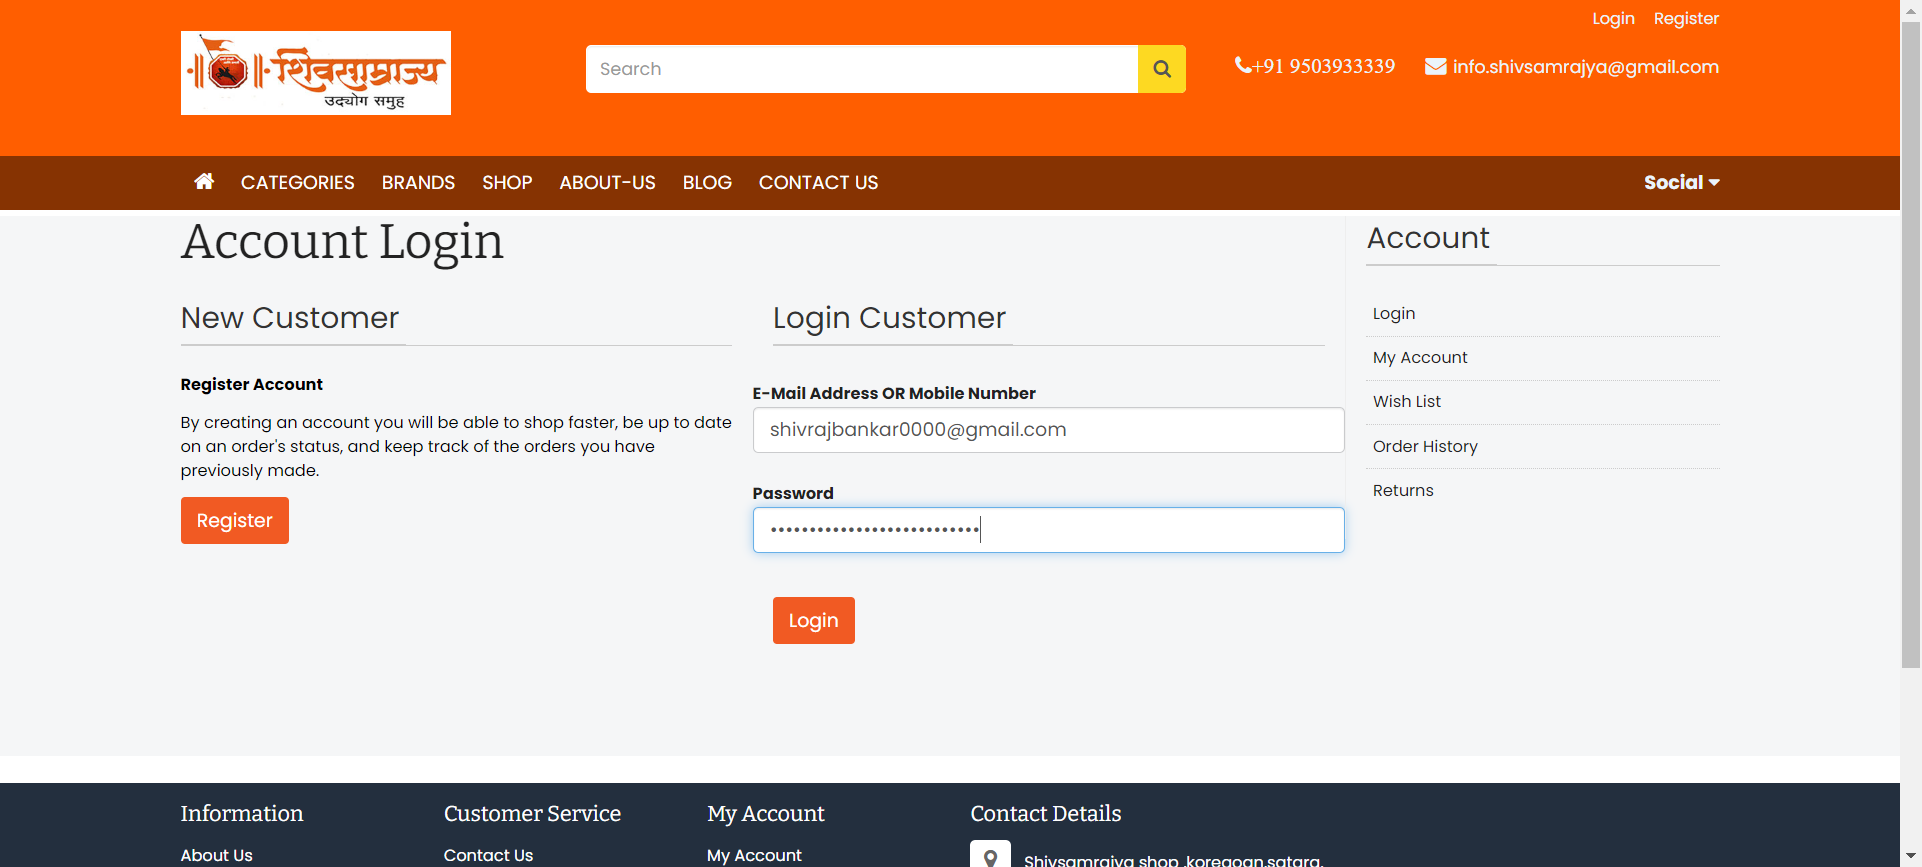 Login Register
शिवसाम्राज्य
उद्योग समुह
Search
+91 9503933339
info.shivsamrajya@gmail.com
CATEGORIES BRANDS SHOP ABOUT-US BLOG CONTACT US Social
Account Login
New Customer
Register Account
By creating an account you will be able to shop faster, be up to date
on an order's status, and keep track of the orders you have
previously made.
Register
Login Customer
E-Mail Address OR Mobile Number
shivrajbankar0000@gmail.com
Password
Login
Account
Login
My Account
Wish List
Order History
Returns
Information
About Us
Customer Service
Contact Us
My Account
My Account
Contact Details
Shivsamrajya shop ,koregoan,satara,